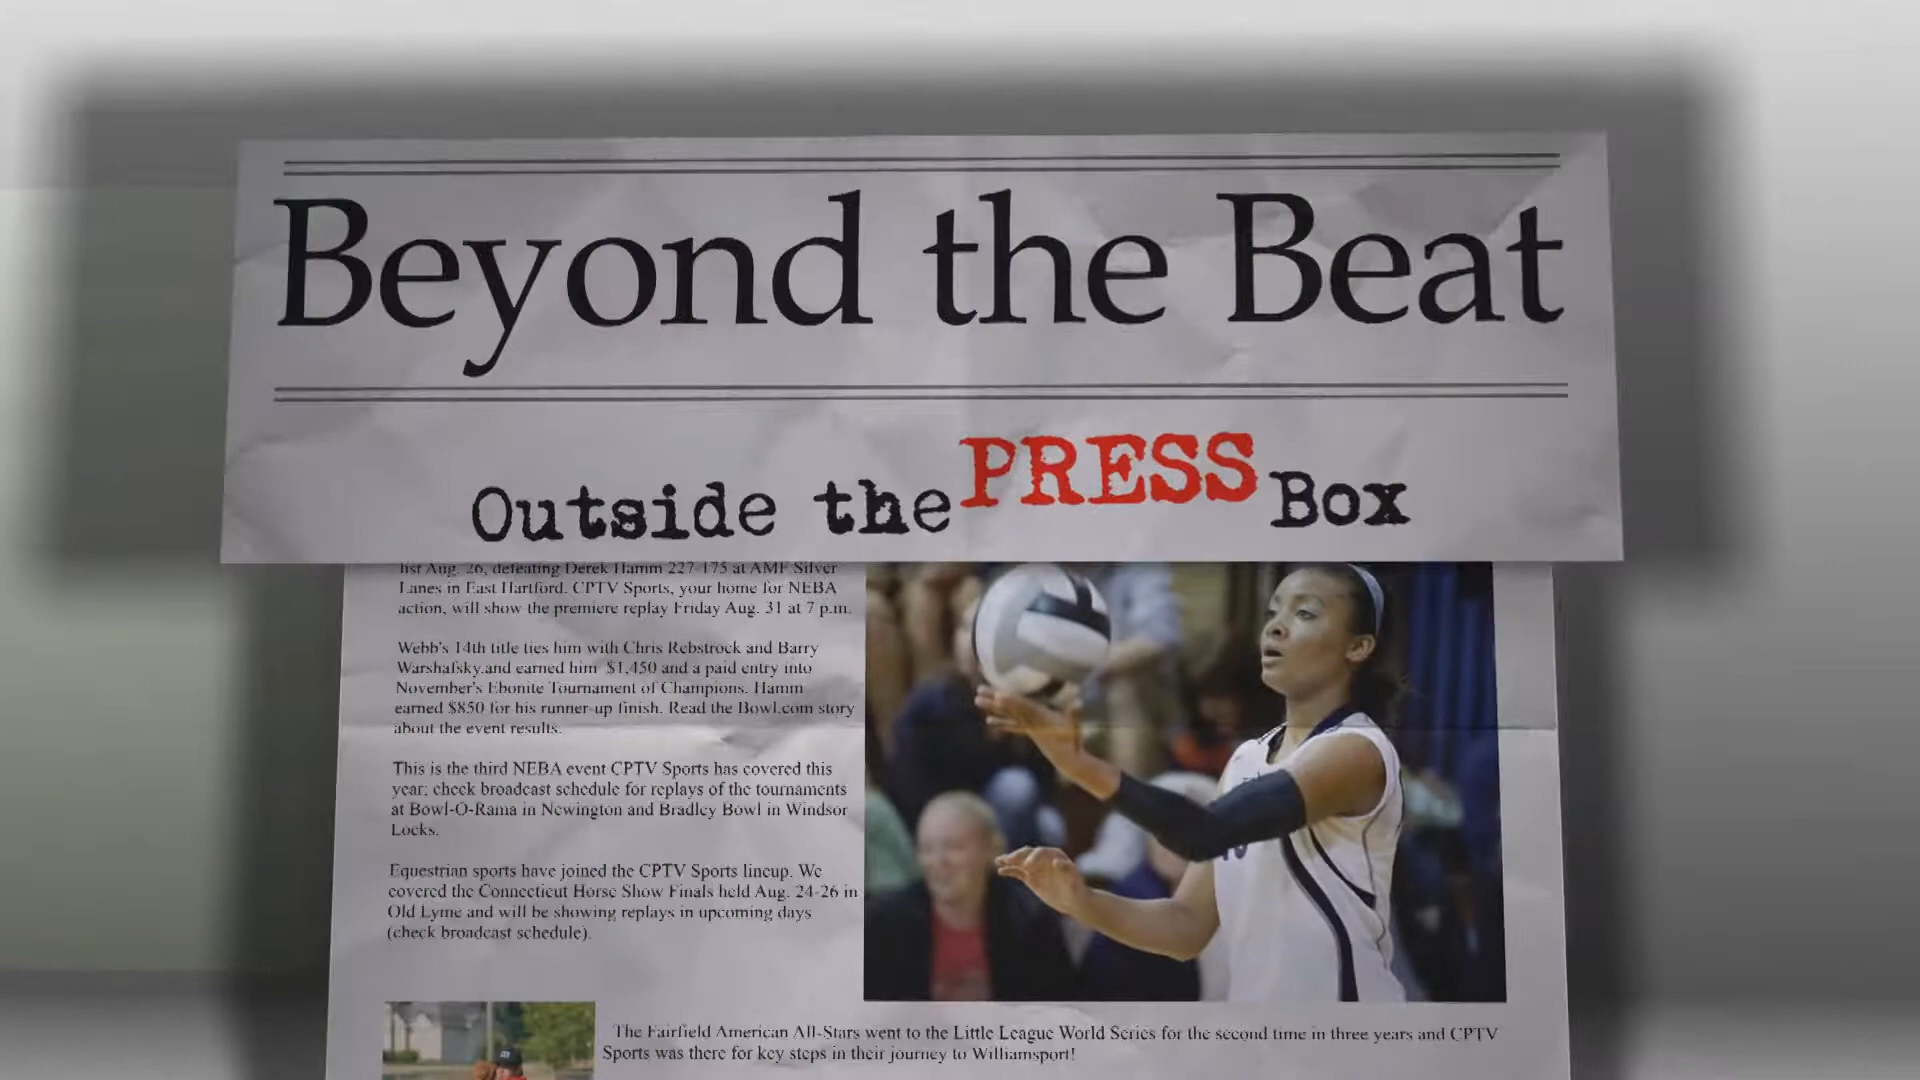 Beyond the Beat
Outside the PRESS Box
list Aug. 26, defeating Derek Hamm 227-175 at AMF Silver
Lanes in East Hartford. CPTV Sports, your home for NEBA
action, will show the premiere replay Friday Aug. 31 at 7 p.m.
Webb's 14th title ties him with Chris Rebstrock and Barry
Warshafsky.and earned him $1,450 and a paid entry into
November's Ebonite Tournament of Champions. Hamm
earned $850 for his runner-up finish. Read the Bowl.com story
about the event results.
This is the third NEBA event CPTV Sports has covered this
year; check broadcast schedule for replays of the tournaments
at Bowl-O-Rama in Newington and Bradley Bowl in Windsor
Locks.
Equestrian sports have joined the CPTV Sports lineup. We
covered the Connecticut Horse Show Finals held Aug. 24-26 in
Old Lyme and will be showing replays in upcoming days
(check broadcast schedule).
The Fairfield American All-Stars went to the Little League World Series for the second time in three years and CPTV
Sports was there for key steps in their journey to Williamsport!